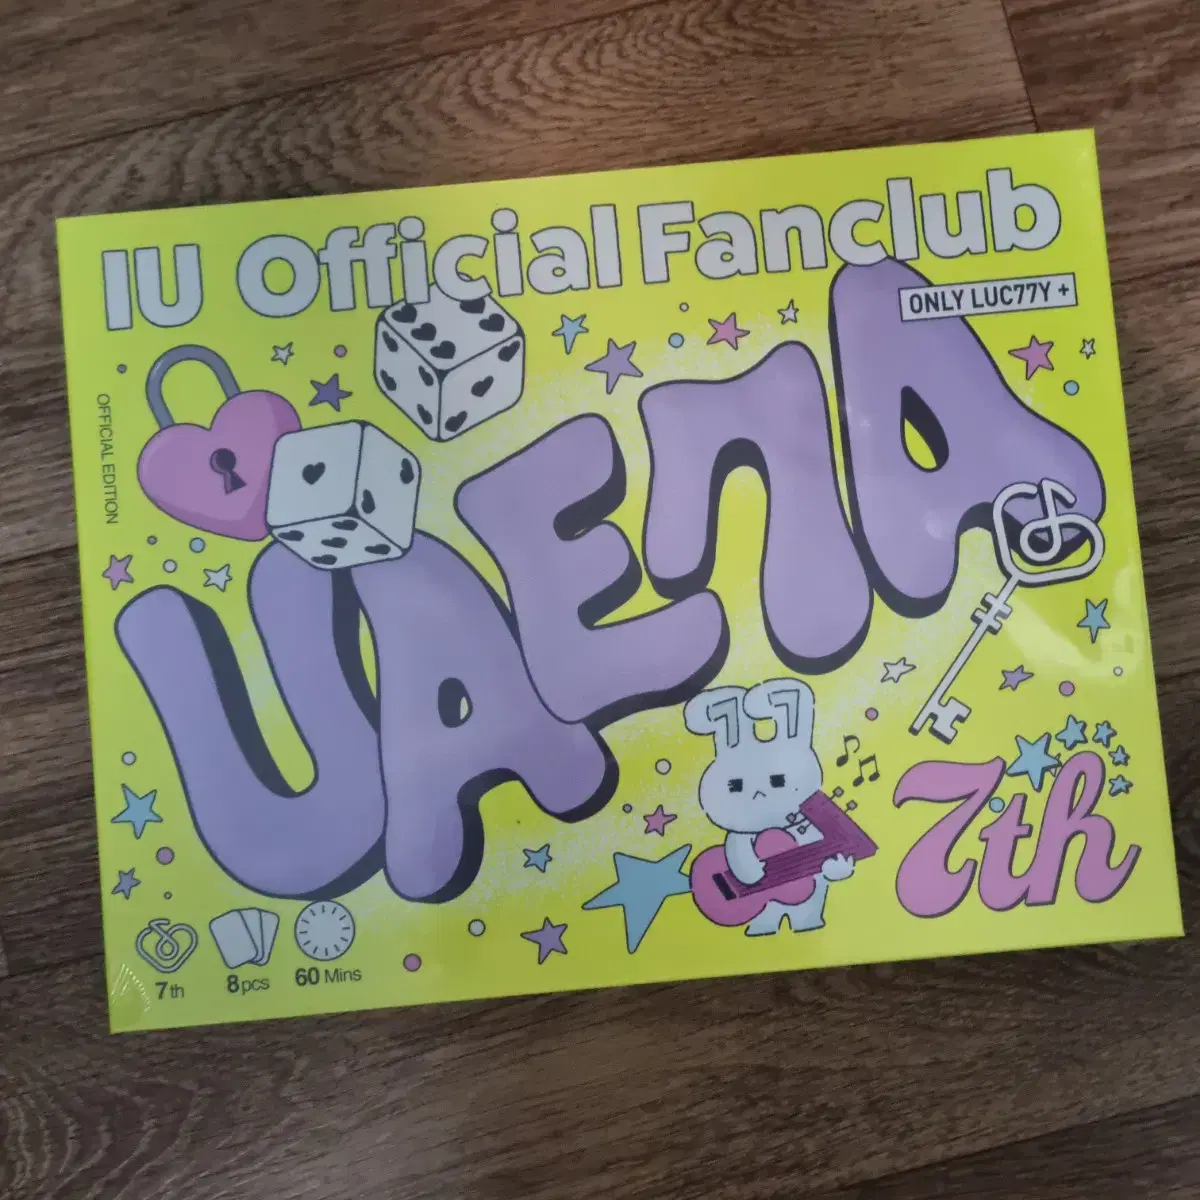 IU Official Fanclub
ONLY LUC77Y +
OFFICIAL EDITION
UAEnA
7th
7th
8pcs
60 Mins